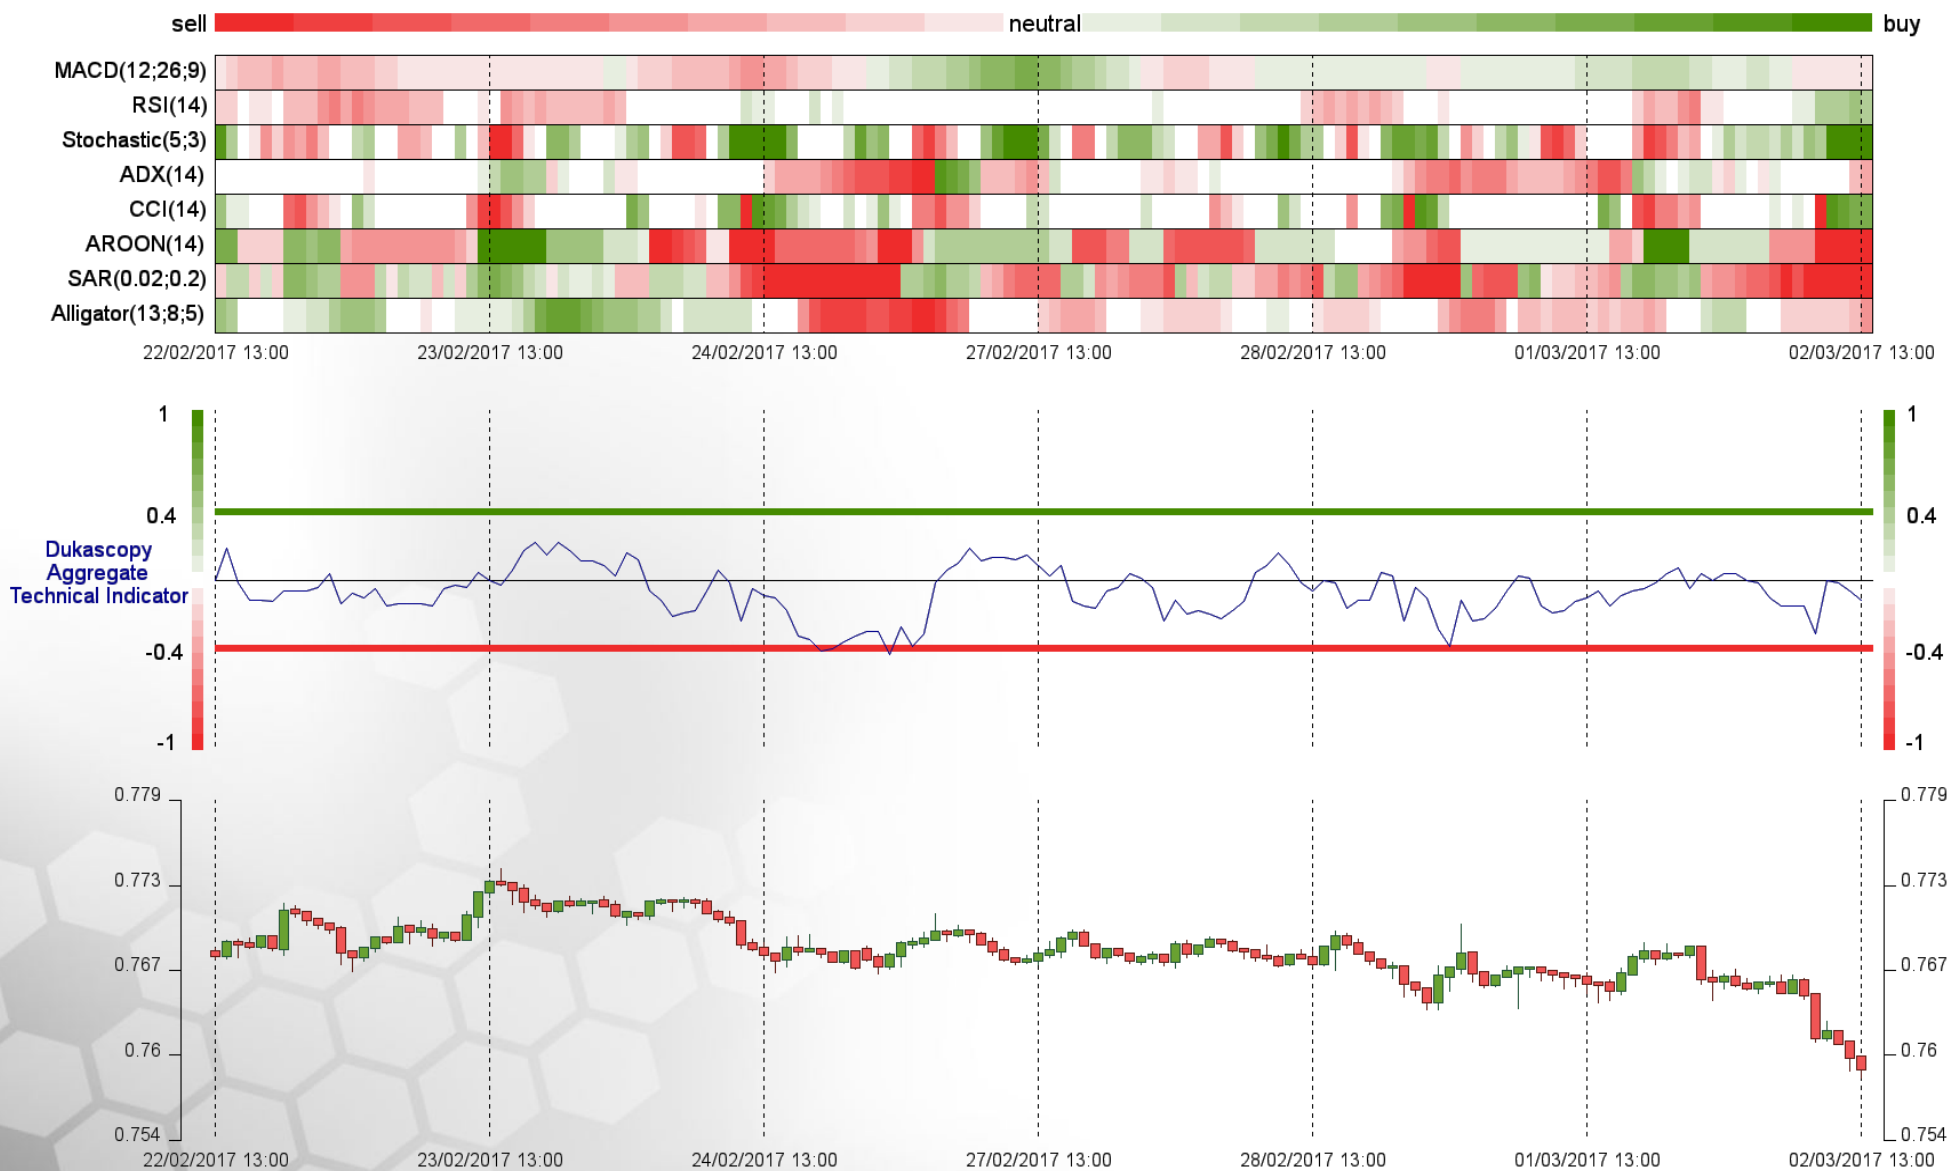 sell neutral buy
MACD(12;26;9)
RSI(14)
Stochastic(5;3)
ADX(14)
CCI(14)
AROON(14)
SAR(0.02;0.2)
Alligator(13;8;5)
22/02/2017 13:00 23/02/2017 13:00 24/02/2017 13:00 27/02/2017 13:00 28/02/2017 13:00 01/03/2017 13:00 02/03/2017 13:00
1 1
0.4 0.4
Dukascopy
Aggregate
Technical Indicator
-0.4 -0.4
-1 -1
0.779 0.779
0.773 0.773
0.767 0.767
0.76 0.76
0.754 0.754
22/02/2017 13:00 23/02/2017 13:00 24/02/2017 13:00 27/02/2017 13:00 28/02/2017 13:00 01/03/2017 13:00 02/03/2017 13:00